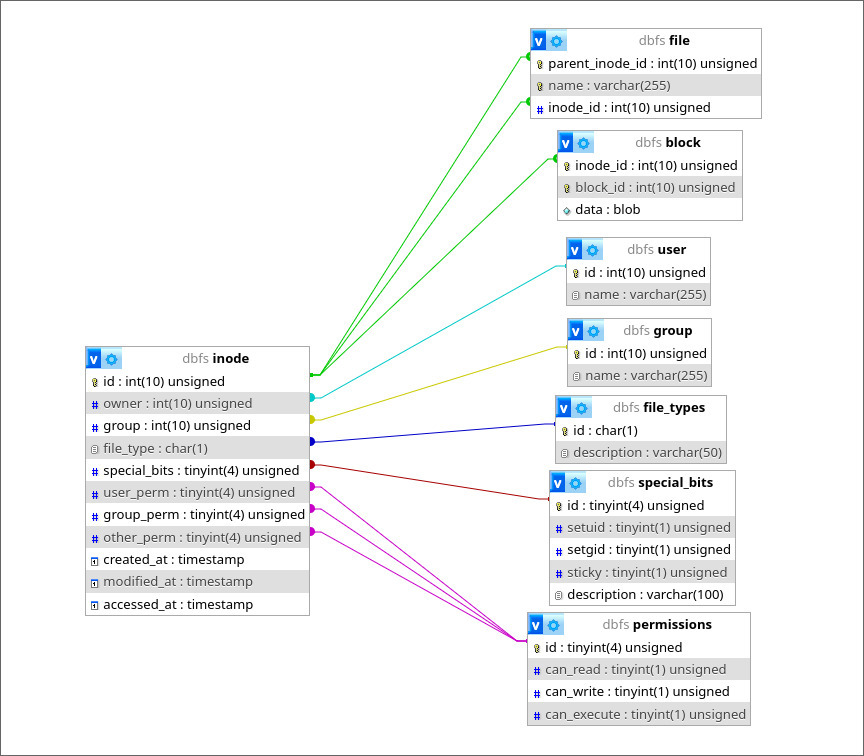 v dbfs file
parent_inode_id : int(10) unsigned
name : varchar(255)
# inode_id : int(10) unsigned
v dbfs block
inode_id : int(10) unsigned
block_id : int(10) unsigned
data : blob
v dbfs user
id : int(10) unsigned
name : varchar(255)
v dbfs group
id : int(10) unsigned
name : varchar(255)
v dbfs inode
id : int(10) unsigned
# owner : int(10) unsigned
# group : int(10) unsigned
file_type : char(1)
# special_bits : tinyint(4) unsigned
# user_perm : tinyint(4) unsigned
# group_perm : tinyint(4) unsigned
# other_perm : tinyint(4) unsigned
created_at : timestamp
modified_at : timestamp
accessed_at : timestamp
v dbfs file_types
id : char(1)
description : varchar(50)
v dbfs special_bits
id : tinyint(4) unsigned
# setuid : tinyint(1) unsigned
# setgid : tinyint(1) unsigned
# sticky : tinyint(1) unsigned
description : varchar(100)
v dbfs permissions
id : tinyint(4) unsigned
# can_read : tinyint(1) unsigned
# can_write : tinyint(1) unsigned
# can_execute : tinyint(1) unsigned